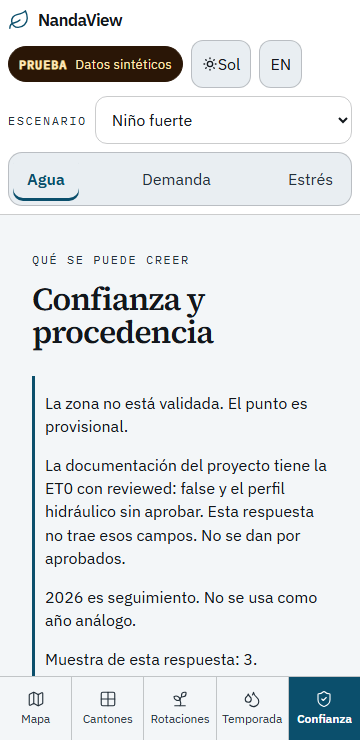 NandaView
PRUEBA Datos sintéticos
Sol
EN
ESCENARIO
Niño fuerte
Agua
Demanda
Estrés
QUÉ SE PUEDE CREER
Confianza y
procedencia
La zona no está validada. El punto es
provisional.
La documentación del proyecto tiene la
ET0 con reviewed: false y el perfil
hidráulico sin aprobar. Esta respuesta
no trae esos campos. No se dan por
aprobados.
2026 es seguimiento. No se usa como
año análogo.
Muestra de esta respuesta: 3.
Mapa
Cantones
Rotaciones
Temporada
Confianza